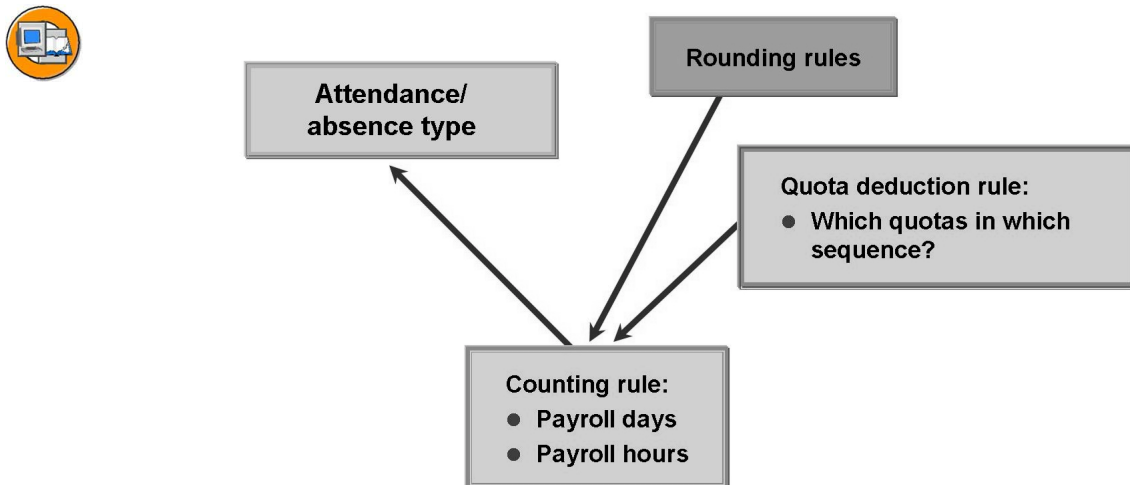 Rounding rules
Attendance/
absence type
Quota deduction rule:
● Which quotas in which
sequence?
Counting rule:
● Payroll days
● Payroll hours